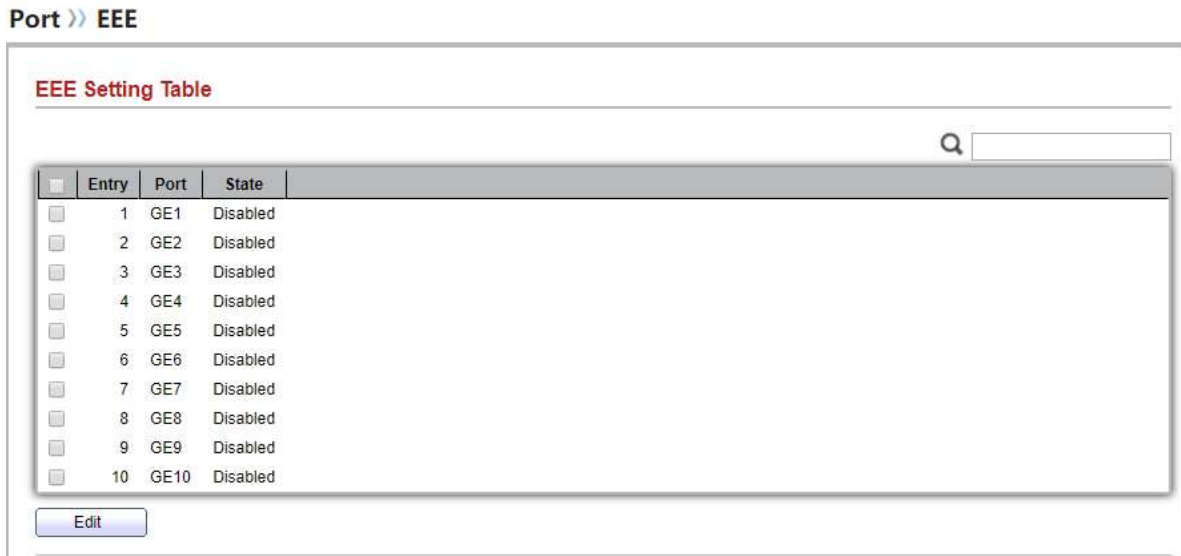 Port » EEE
EEE Setting Table
Entry Port State
1 GE1 Disabled
2 GE2 Disabled
3 GE3 Disabled
4 GE4 Disabled
5 GE5 Disabled
6 GE6 Disabled
7 GE7 Disabled
8 GE8 Disabled
9 GE9 Disabled
10 GE10 Disabled
Edit